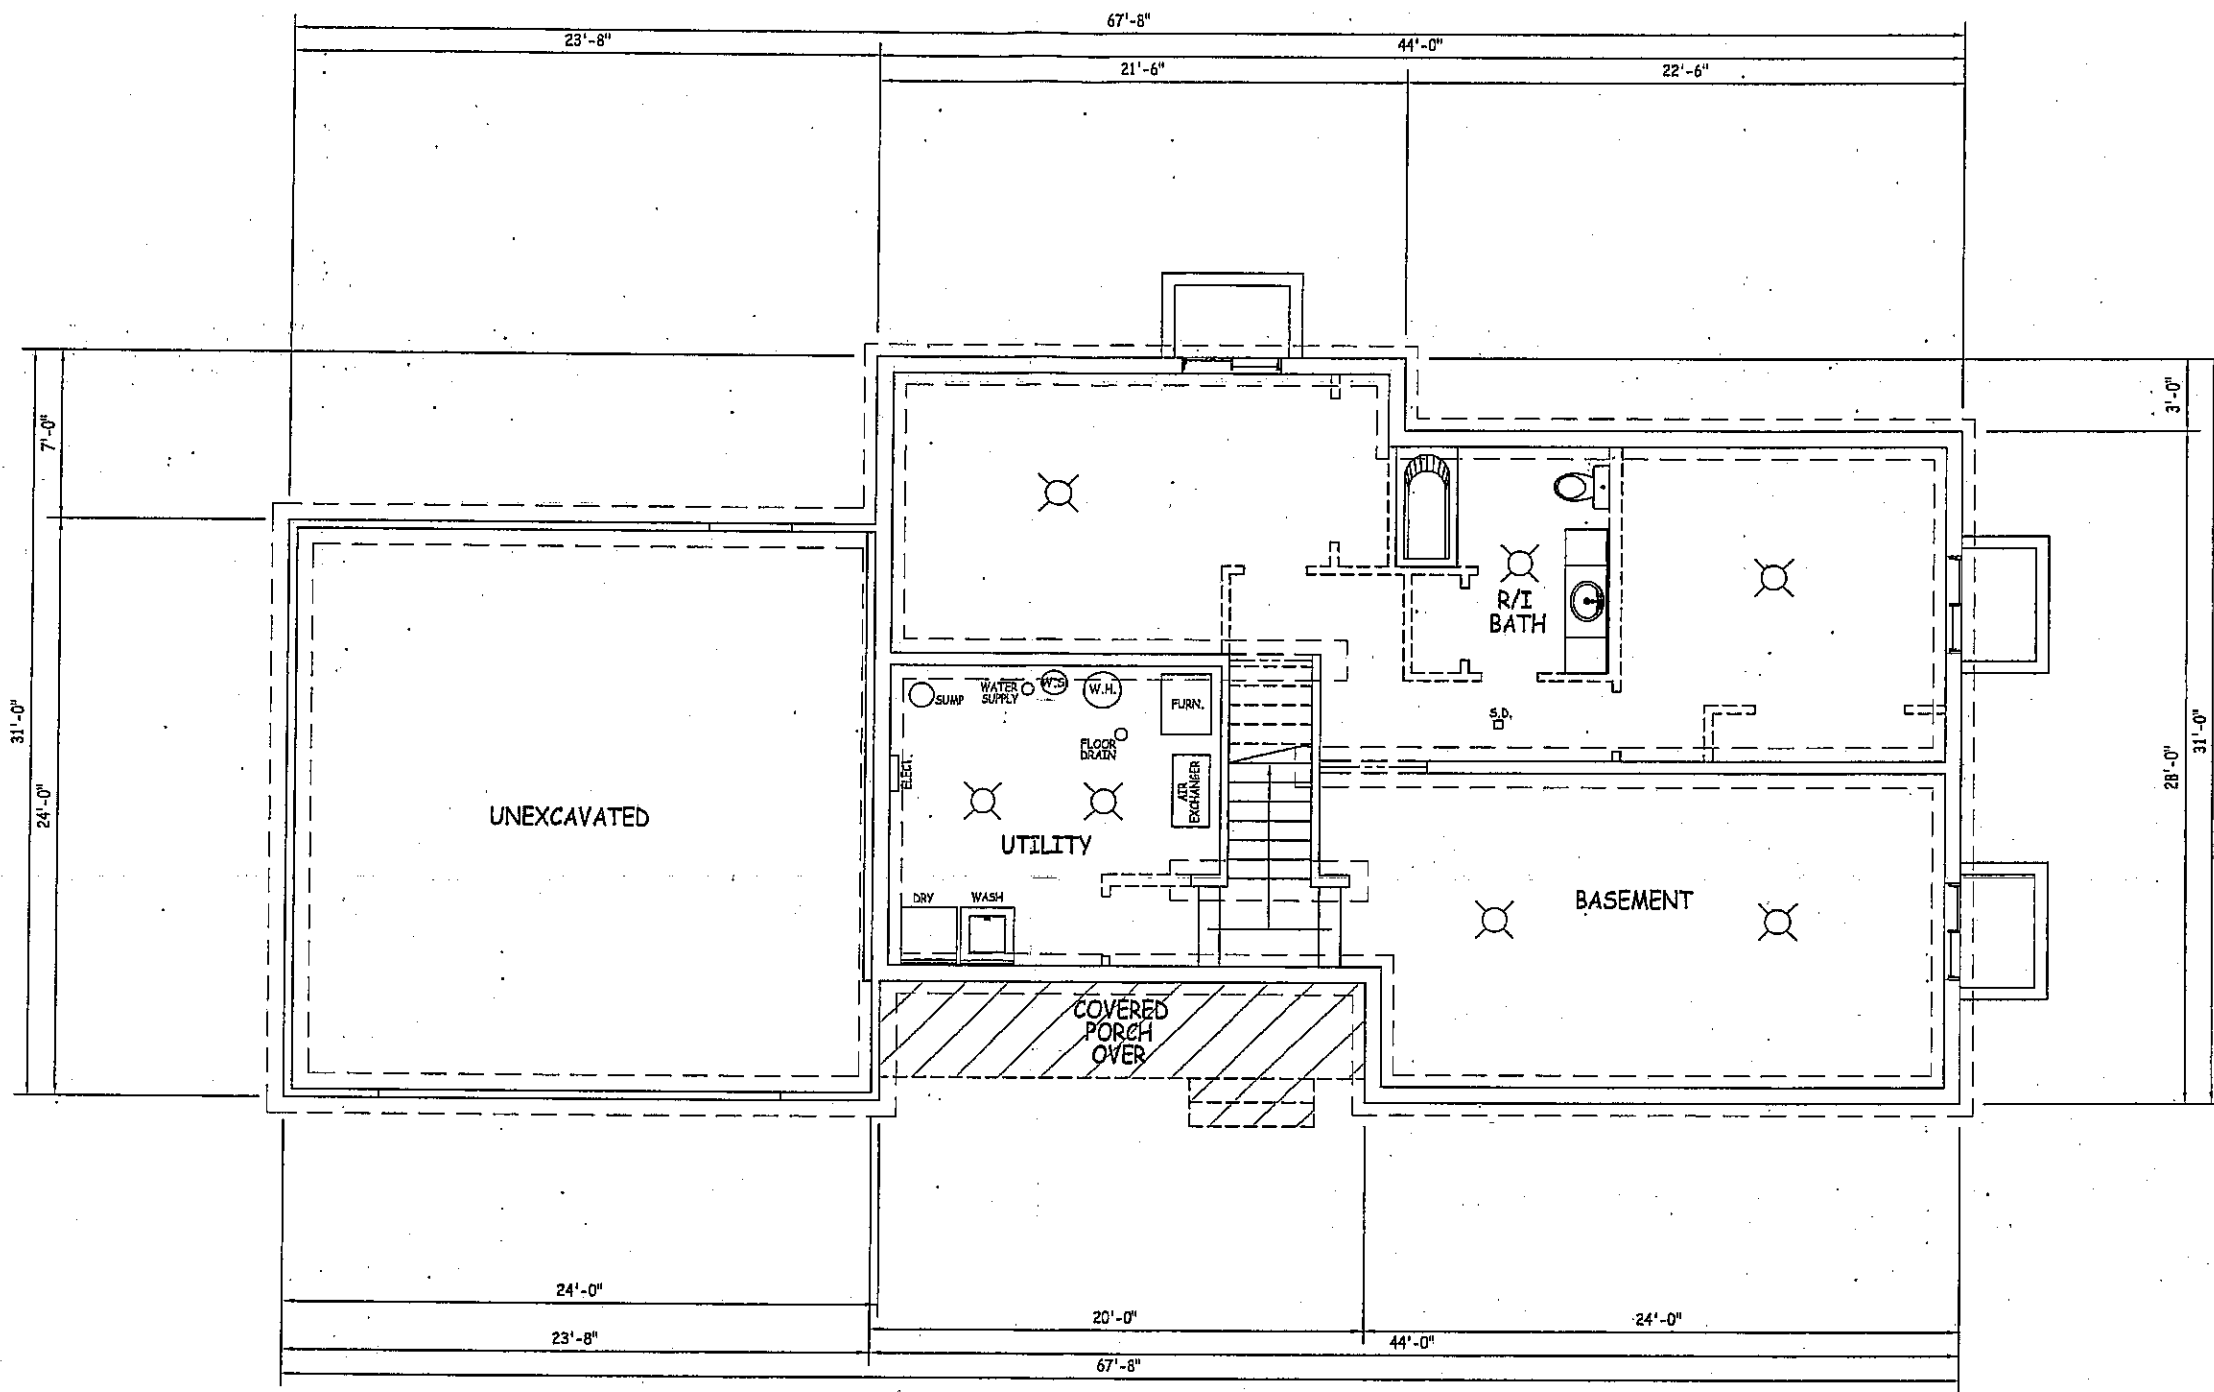 67'-8"
23'-8"
44'-0"
21'-6"
22'-6"
7'-0"
3'-0"
R/I
BATH
SUMP
WATER
SUPPLY
W.S
W.H.
FURN.
S.D.
FLOOR
DRAIN
ELECT.
AIR
EXCHANGER
31'-0"
24'-0"
28'-0"
31'-0"
UNEXCAVATED
UTILITY
BASEMENT
DRY
WASH
COVERED
PORCH
OVER
24'-0"
20'-0"
24'-0"
23'-8"
44'-0"
67'-8"